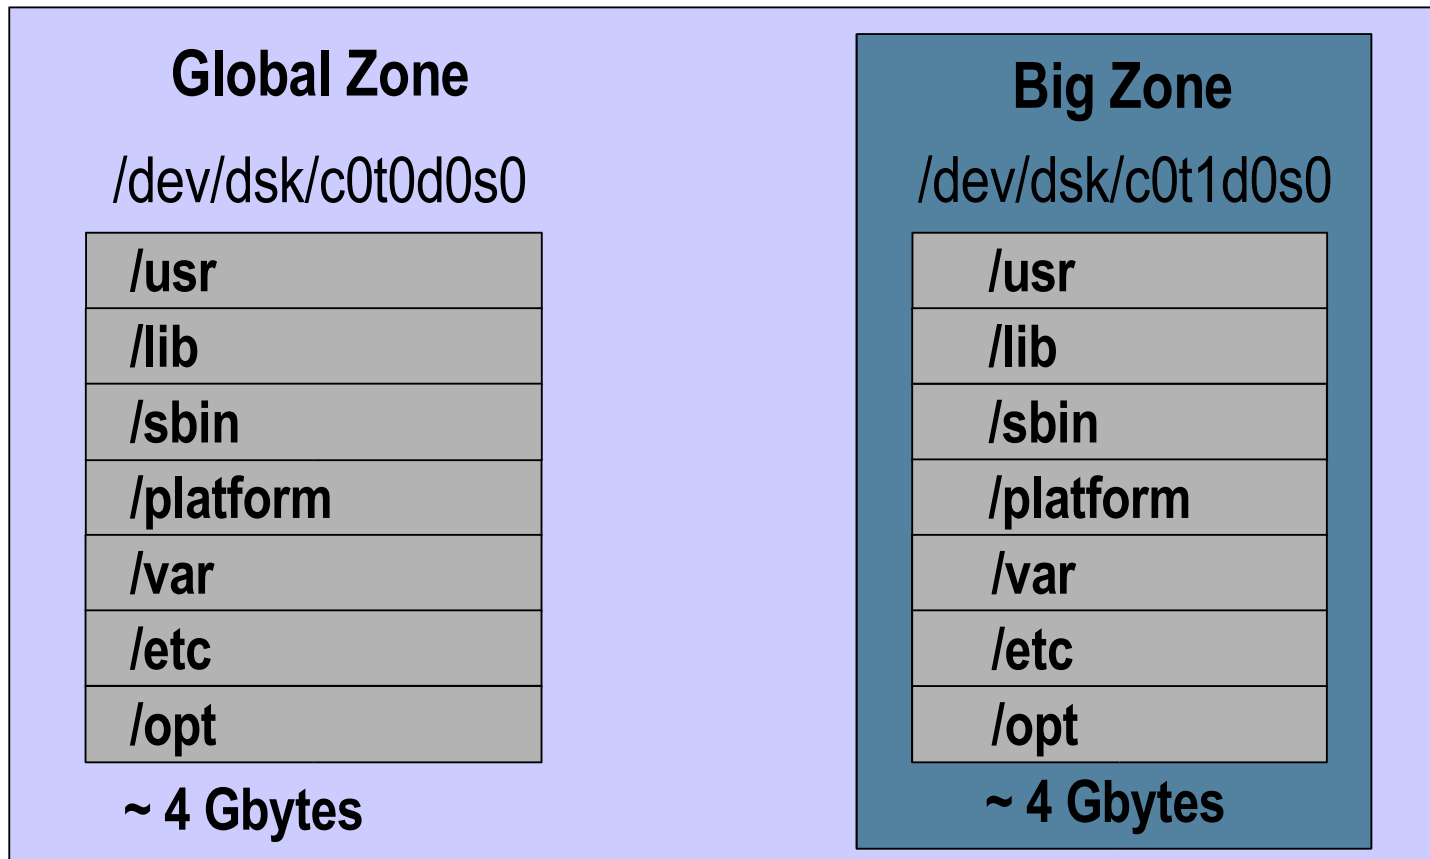 Global Zone
/dev/dsk/c0t0d0s0
/usr
/lib
/sbin
/platform
/var
/etc
/opt
~ 4 Gbytes
Big Zone
/dev/dsk/c0t1d0s0
/usr
/lib
/sbin
/platform
/var
/etc
/opt
~ 4 Gbytes